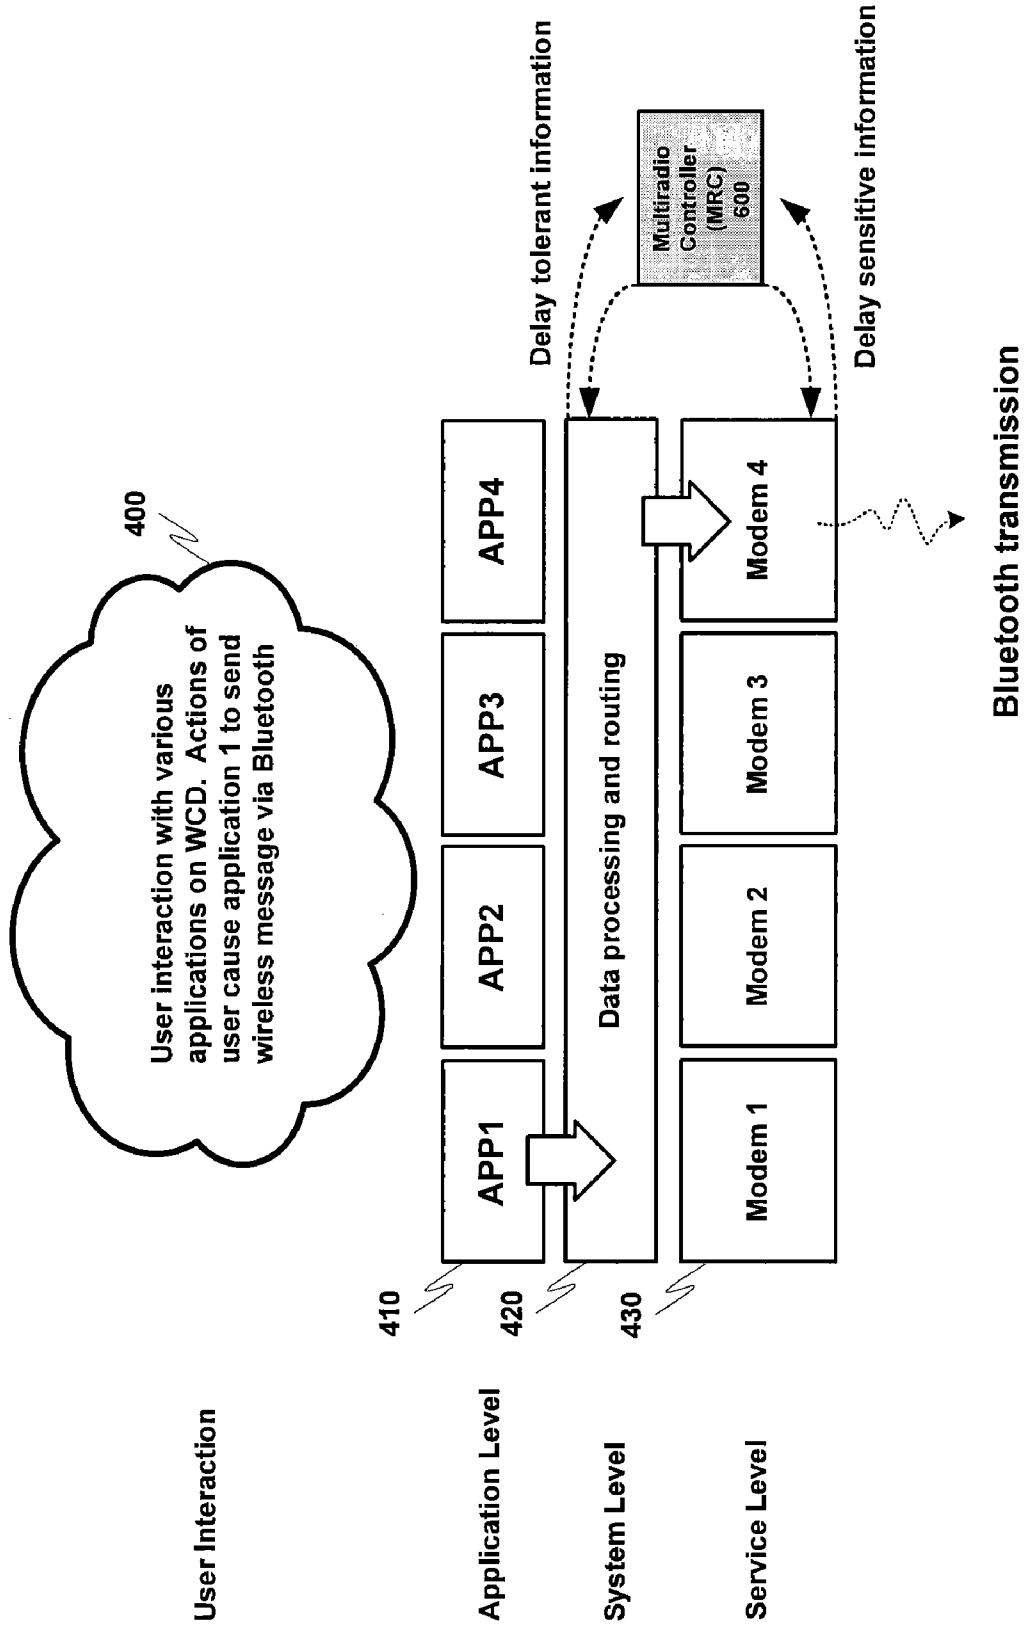 User Interaction
User interaction with various
applications on WCD.  Actions of
user cause application 1 to send
wireless message via Bluetooth
400
Application Level
410
APP1
APP2
APP3
APP4
System Level
420
Data processing and routing
Delay tolerant information
Multiradio
Controller
(MRC)
600
Service Level
430
Modem 1
Modem 2
Modem 3
Modem 4
Delay sensitive information
Bluetooth transmission